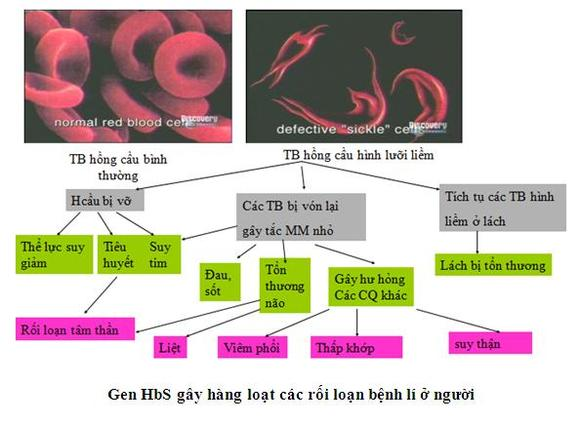 normal red blood cell
Discovery
defective "sickle" cells
Discovery
TB hồng cầu bình
thường
TB hồng cầu hình lưỡi liềm
Hcầu bị vỡ
Các TB bị vón lại
gây tắc MM nhỏ
Tích tụ các TB hình
liềm ở lách
Thể lực suy
giảm
Tiêu
huyết
Suy
tim
Đau,
sốt
Tổn
thương
não
Gây hư hỏng
Các CQ khác
Lách bị tổn thương
Rối loạn tâm thần
Liệt
Viêm phổi
Thấp khớp
suy thận
Gen HbS gây hàng loạt các rối loạn bệnh lí ở người